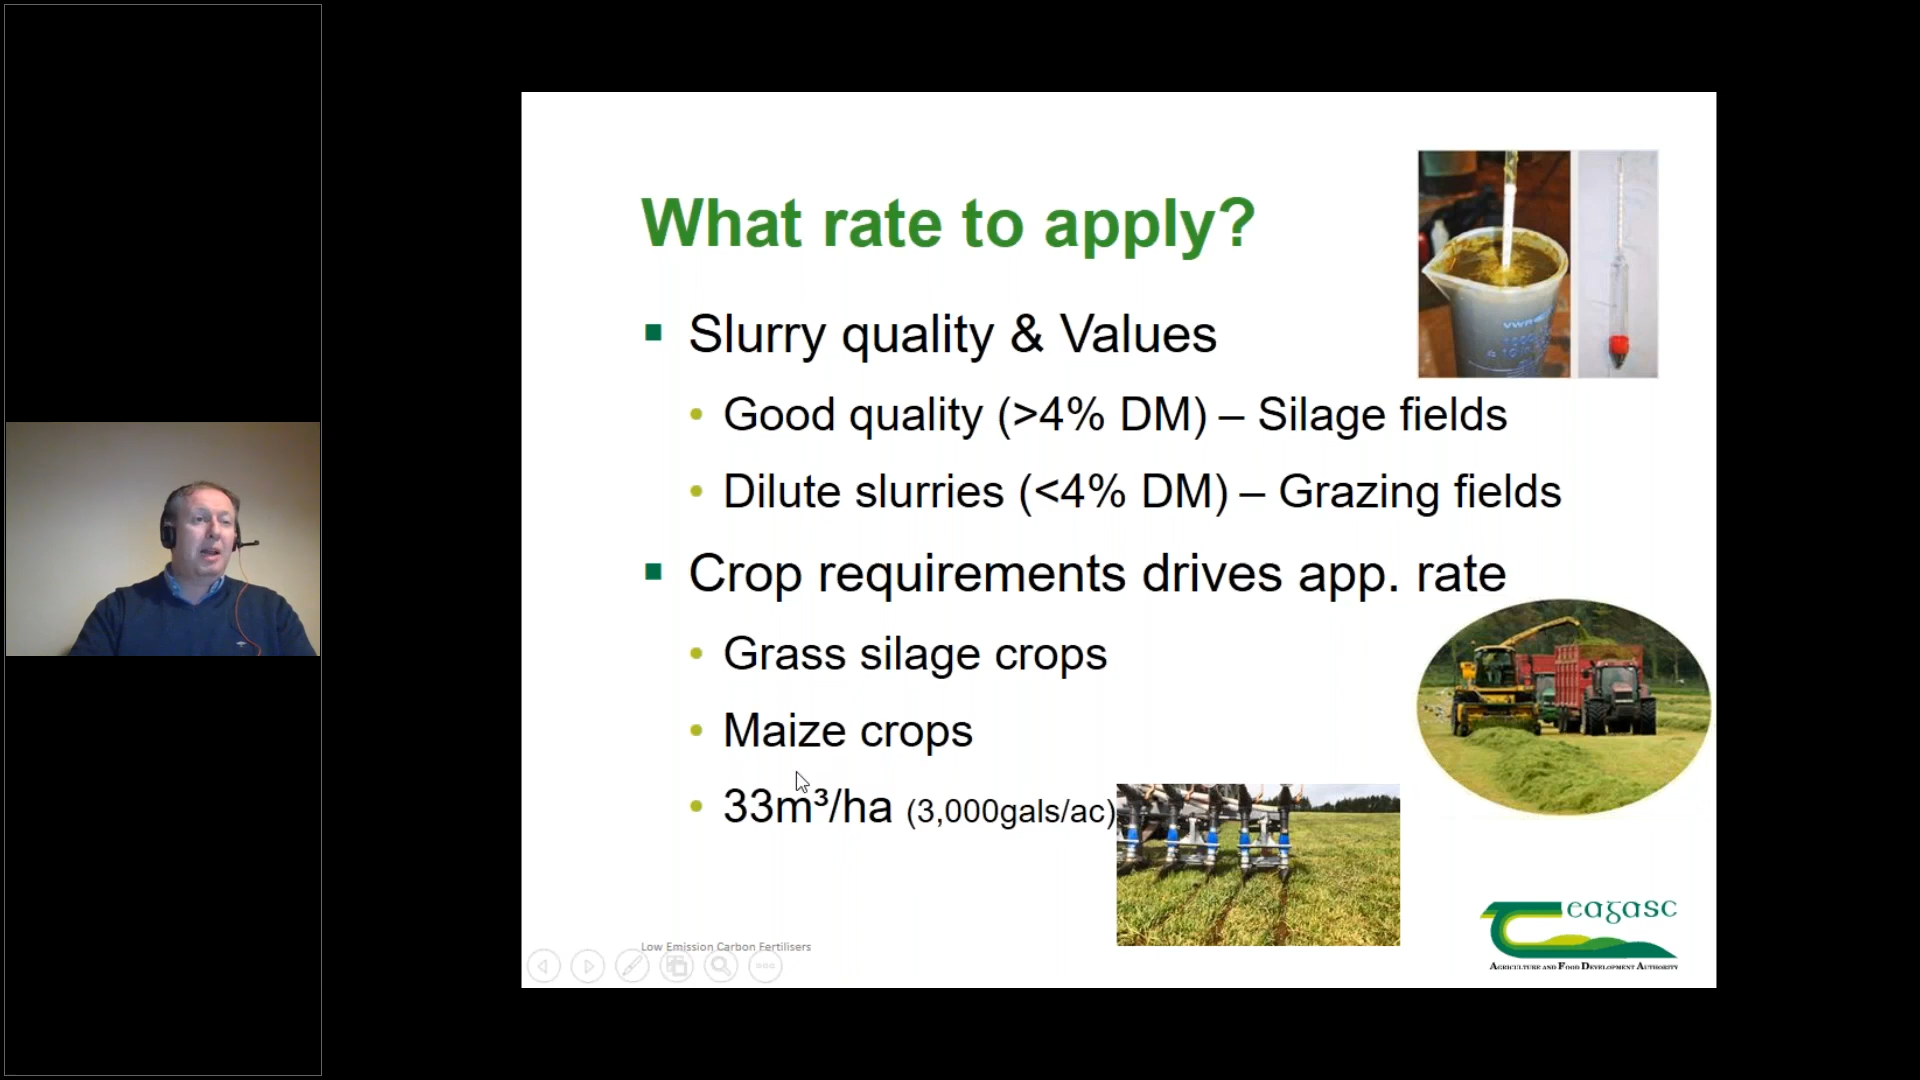 What rate to apply?
Slurry quality & Values
Good quality (>4% DM) – Silage fields
Dilute slurries (<4% DM) – Grazing fields
Crop requirements drives app. rate
Grass silage crops
Maize crops
33m³/ha (3,000gals/ac)
Low Emission Carbon Fertilisers
eagasc
Agriculture and Food Development Authority